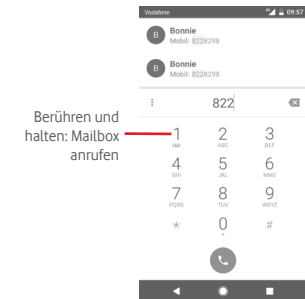 Vodafone 09:57
B Bonnie
Mobil: 8228298
B Bonnie
Mobil: 8228298
822
Berühren und
halten: Mailbox
anrufen
1 2 3
ABC DEF
4 5 6
GHI JKL MNO
7 8 9
PQRS TUV WXYZ
* 0 #
+